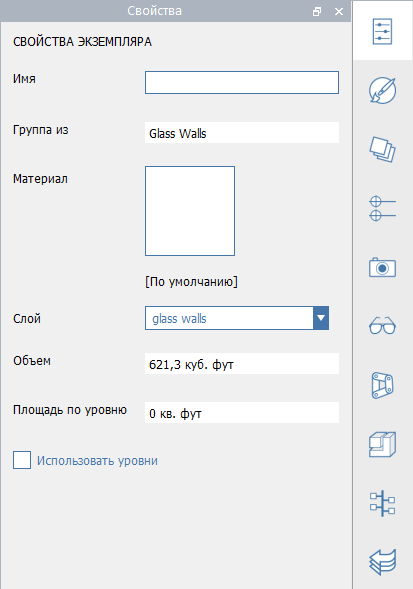 Свойства
СВОЙСТВА ЭКЗЕМПЛЯРА
Имя
Группа из
Glass Walls
Материал
[По умолчанию]
Слой
glass walls
Объем
621,3 куб. фут
Площадь по уровню
0 кв. фут
Использовать уровни